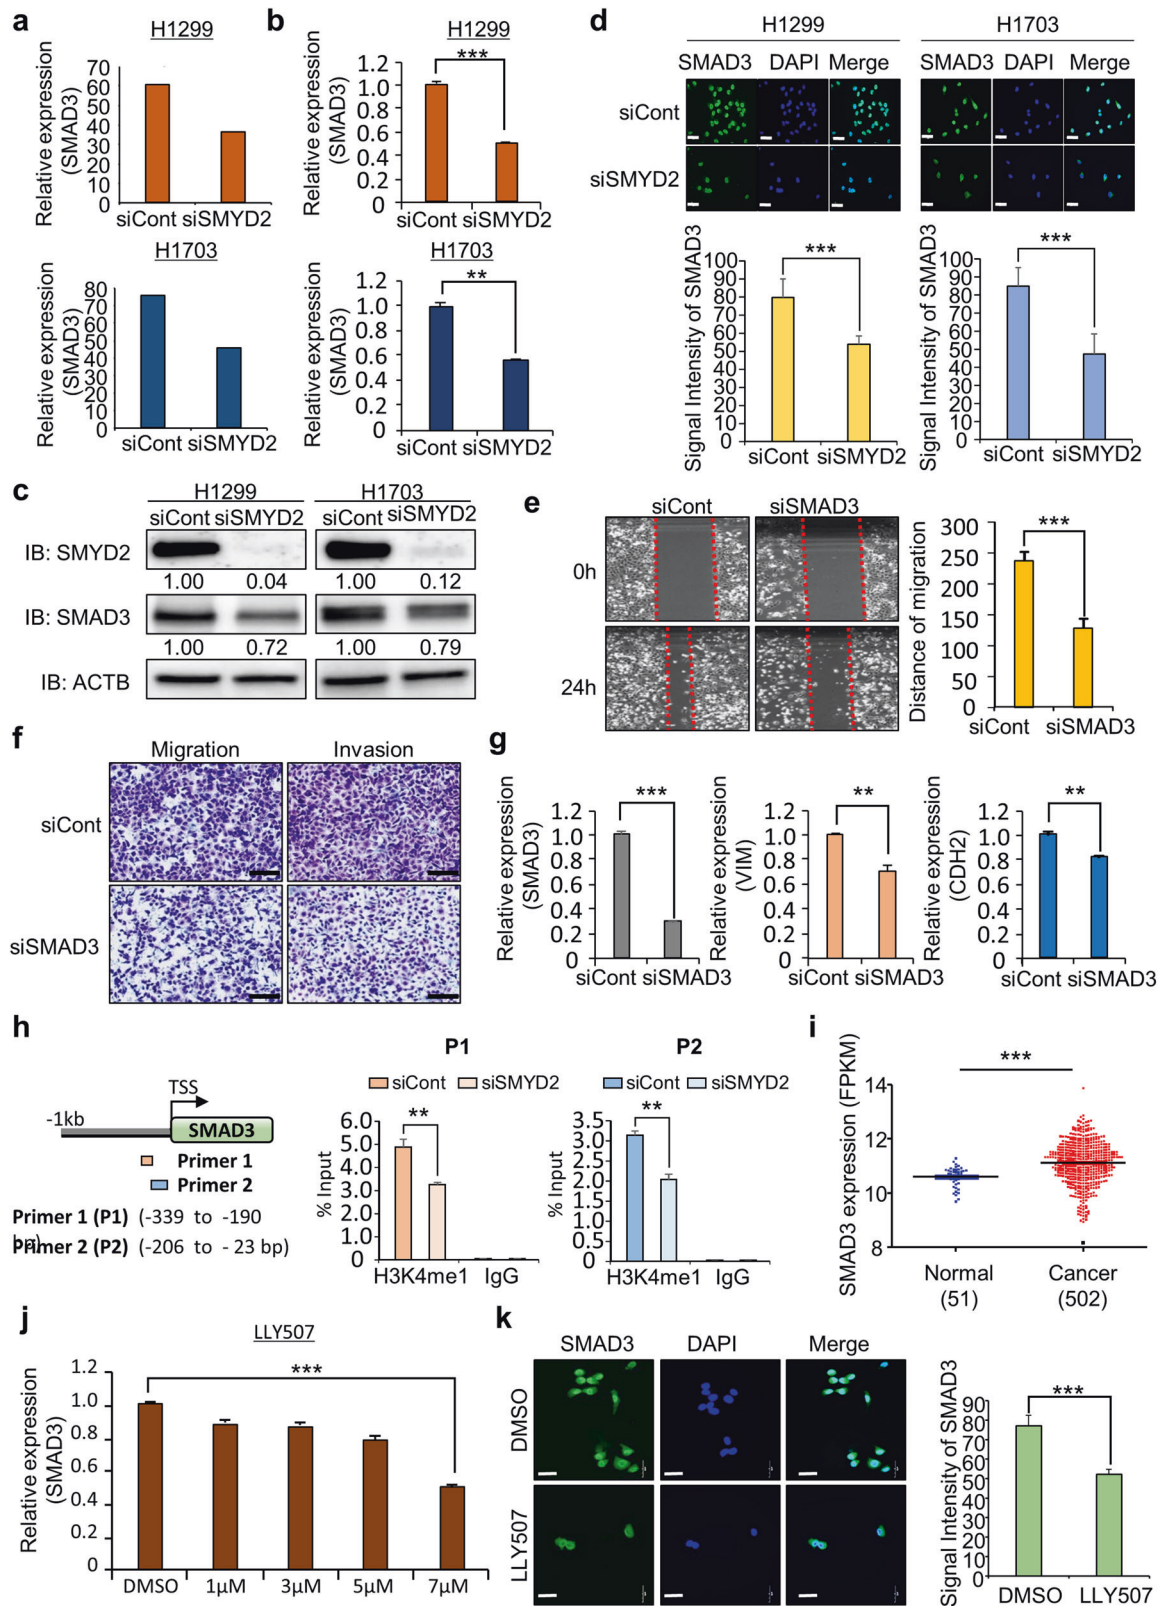 a
H1299
Relative expression
(SMAD3)
70
60
50
40
30
20
10
0
siCont siSMYD2
H1703
Relative expression
(SMAD3)
80
70
60
50
40
30
20
10
0
siCont siSMYD2
b
H1299
Relative expression
(SMAD3)
1.2
1.0
0.8
0.6
0.4
0.2
0
***
siCont siSMYD2
H1703
Relative expression
(SMAD3)
1.2
1.0
0.8
0.6
0.4
0.2
0
**
siCont siSMYD2
c
H1299 H1703
siCont siSMYD2 siCont siSMYD2
IB: SMYD2
1.00 0.04 1.00 0.12
IB: SMAD3
1.00 0.72 1.00 0.79
IB: ACTB
d
H1299 H1703
SMAD3 DAPI Merge SMAD3 DAPI Merge
siCont
siSMYD2
Signal Intensity of SMAD3
100
90
80
70
60
50
40
30
20
10
0
***
siCont siSMYD2
Signal Intensity of SMAD3
100
90
80
70
60
50
40
30
20
10
0
***
siCont siSMYD2
e
siCont siSMAD3
0h
24h
Distance of migration
300
250
200
150
100
50
0
***
siCont siSMAD3
f
Migration Invasion
siCont
siSMAD3
g
Relative expression
(SMAD3)
1.2
1.0
0.8
0.6
0.4
0.2
0
***
siCont siSMAD3
Relative expression
(VIM)
1.2
1.0
0.8
0.6
0.4
0.2
0
**
siCont siSMAD3
Relative expression
(CDH2)
1.2
1.0
0.8
0.6
0.4
0.2
0
**
siCont siSMAD3
h
-1kb
TSS
SMAD3
Primer 1
Primer 2
Primer 1 (P1) (-339 to -190
bp)
Primer 2 (P2) (-206 to - 23 bp)
P1
siCont siSMYD2
% Input
6.0
5.0
4.0
3.0
2.0
1.0
0
**
H3K4me1 IgG
P2
siCont siSMYD2
% Input
3.5
3.0
2.5
2.0
1.5
1.0
0.5
0
**
H3K4me1 IgG
i
***
SMAD3 expression (FPKM)
14
12
10
8
Normal Cancer
(51) (502)
j
LLY507
Relative expression
(SMAD3)
1.2
1.0
0.8
0.6
0.4
0.2
0
***
DMSO 1µM 3µM 5µM 7µM
k
SMAD3 DAPI Merge
DMSO
LLY507
Signal Intensity of SMAD3
90
80
70
60
50
40
30
20
10
0
***
DMSO LLY507